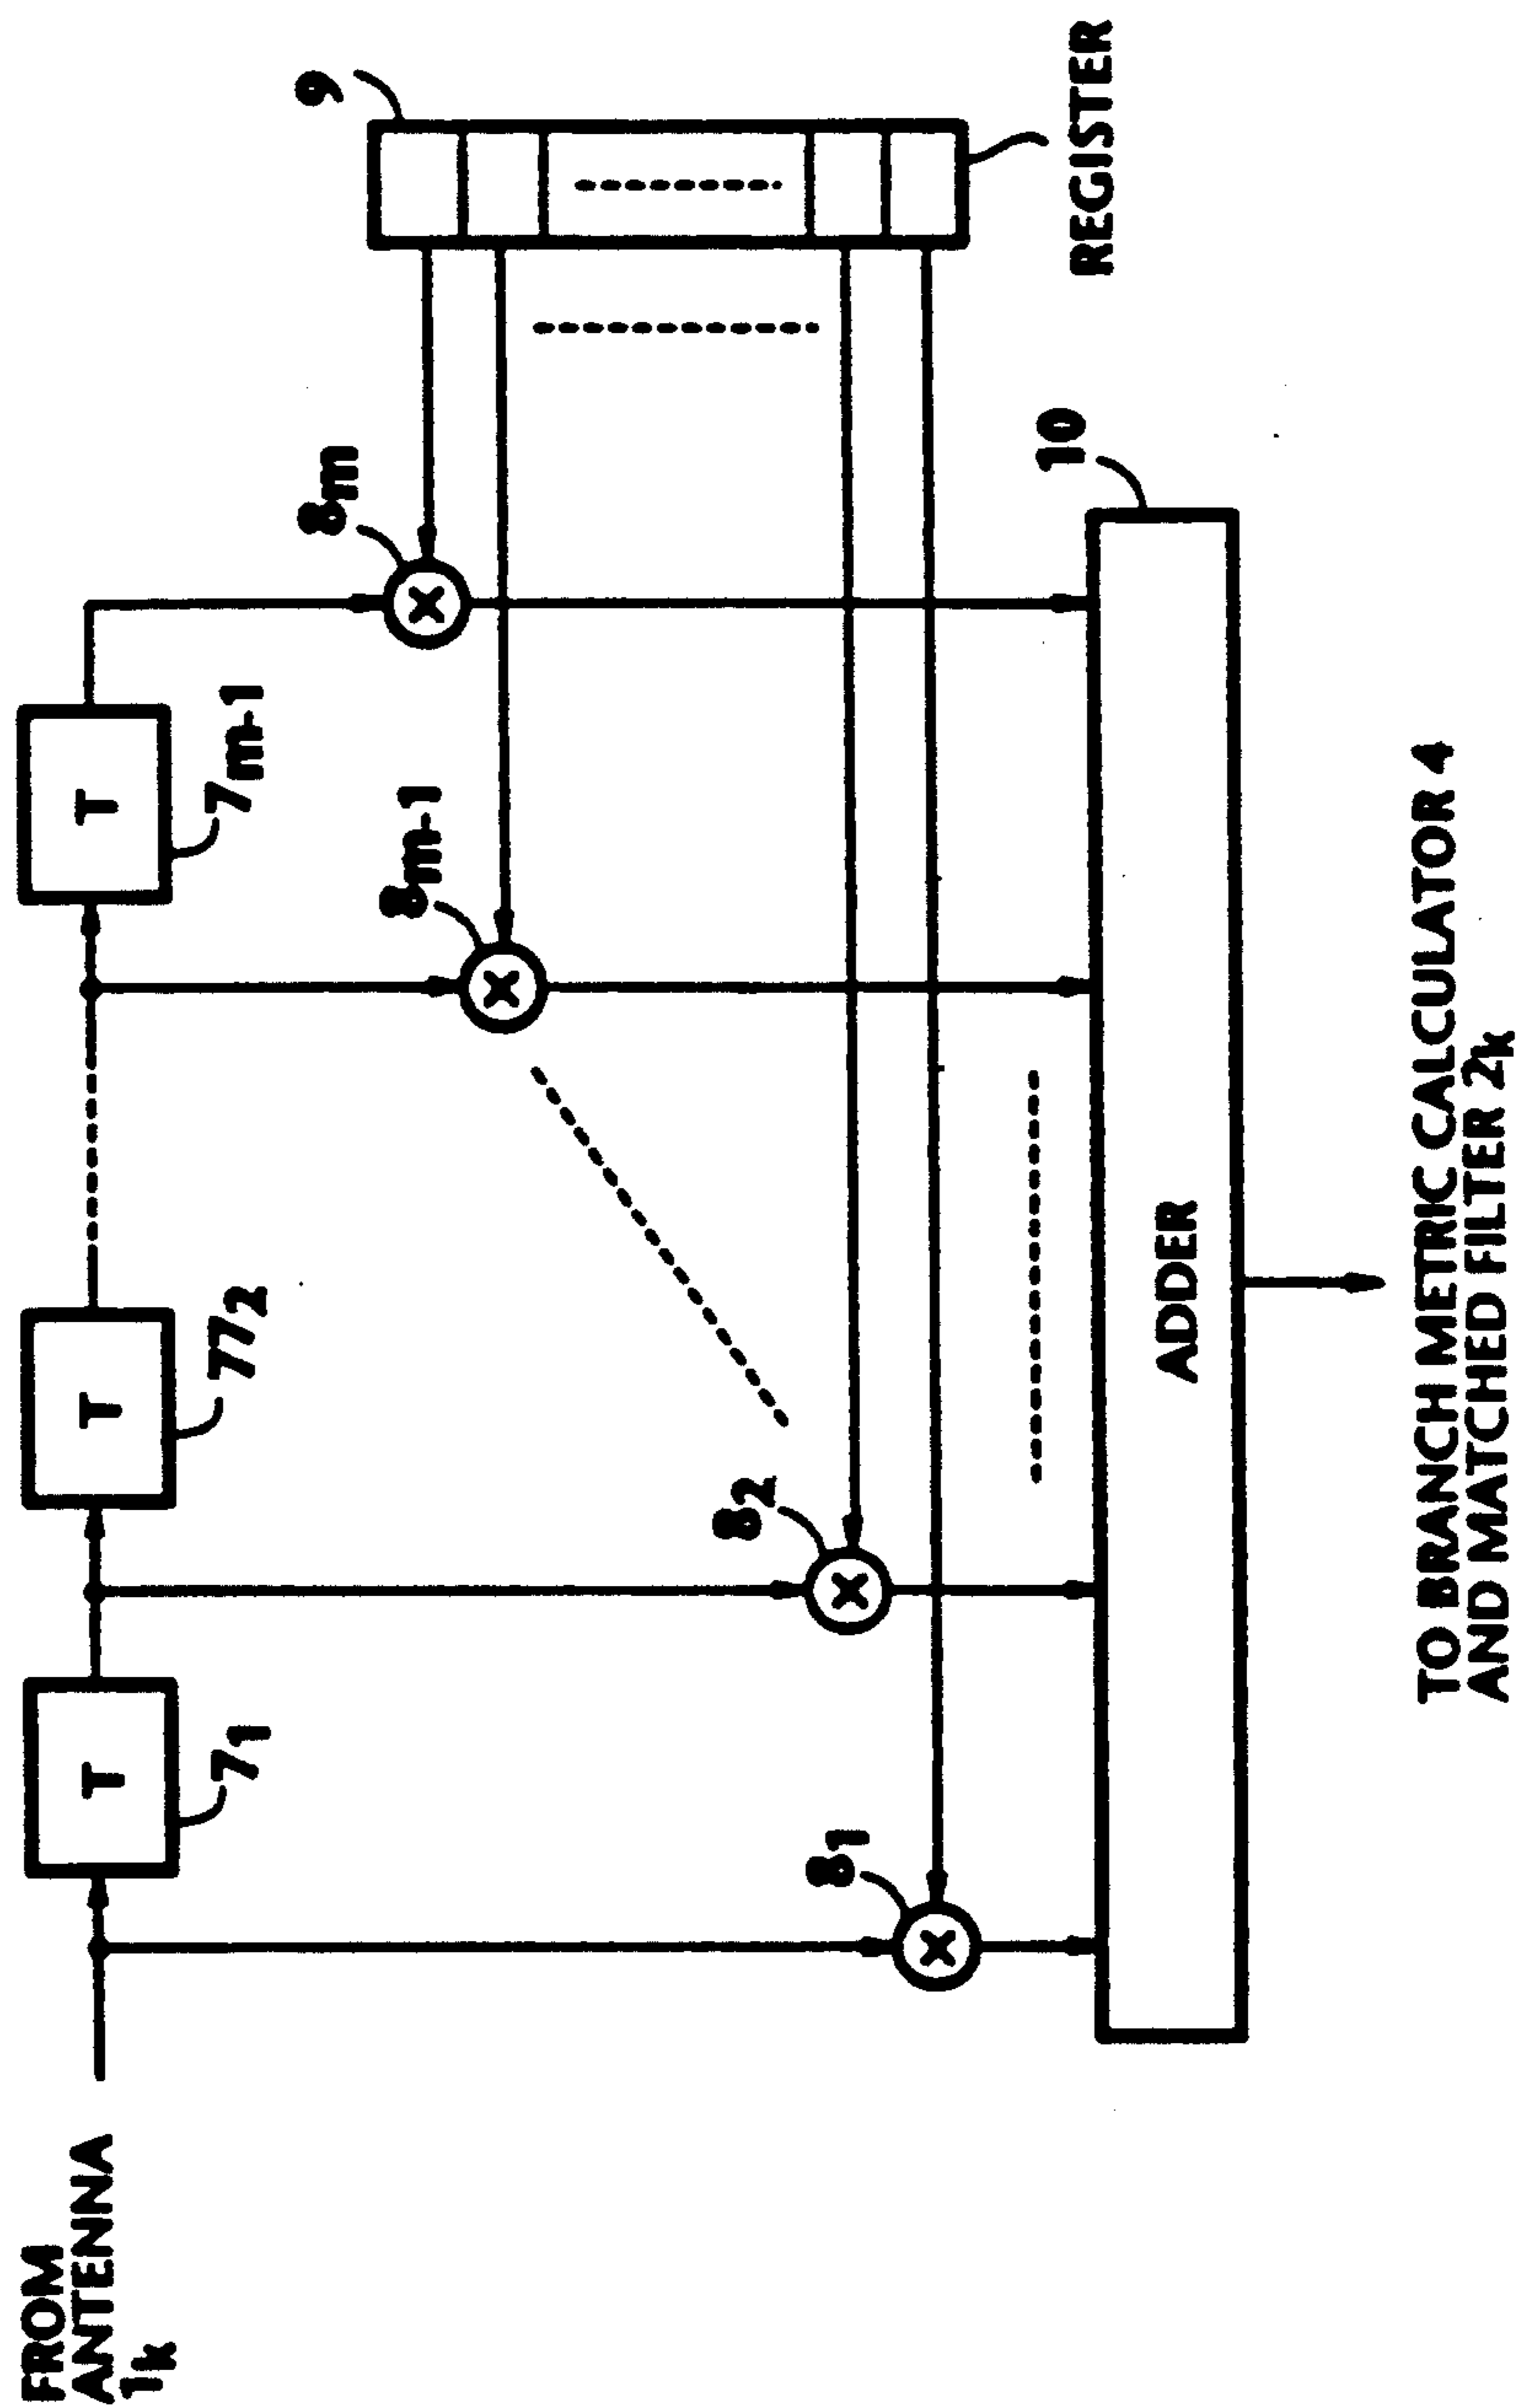 FROM
ANTENNA
1k
T
71
T
772
T
7m-1
8m
8m-1
82
81
9
REGISTER
10
ADDER
TO BRANCH METRIC CALCULATOR 4
AND MATCHED FILTER 2k